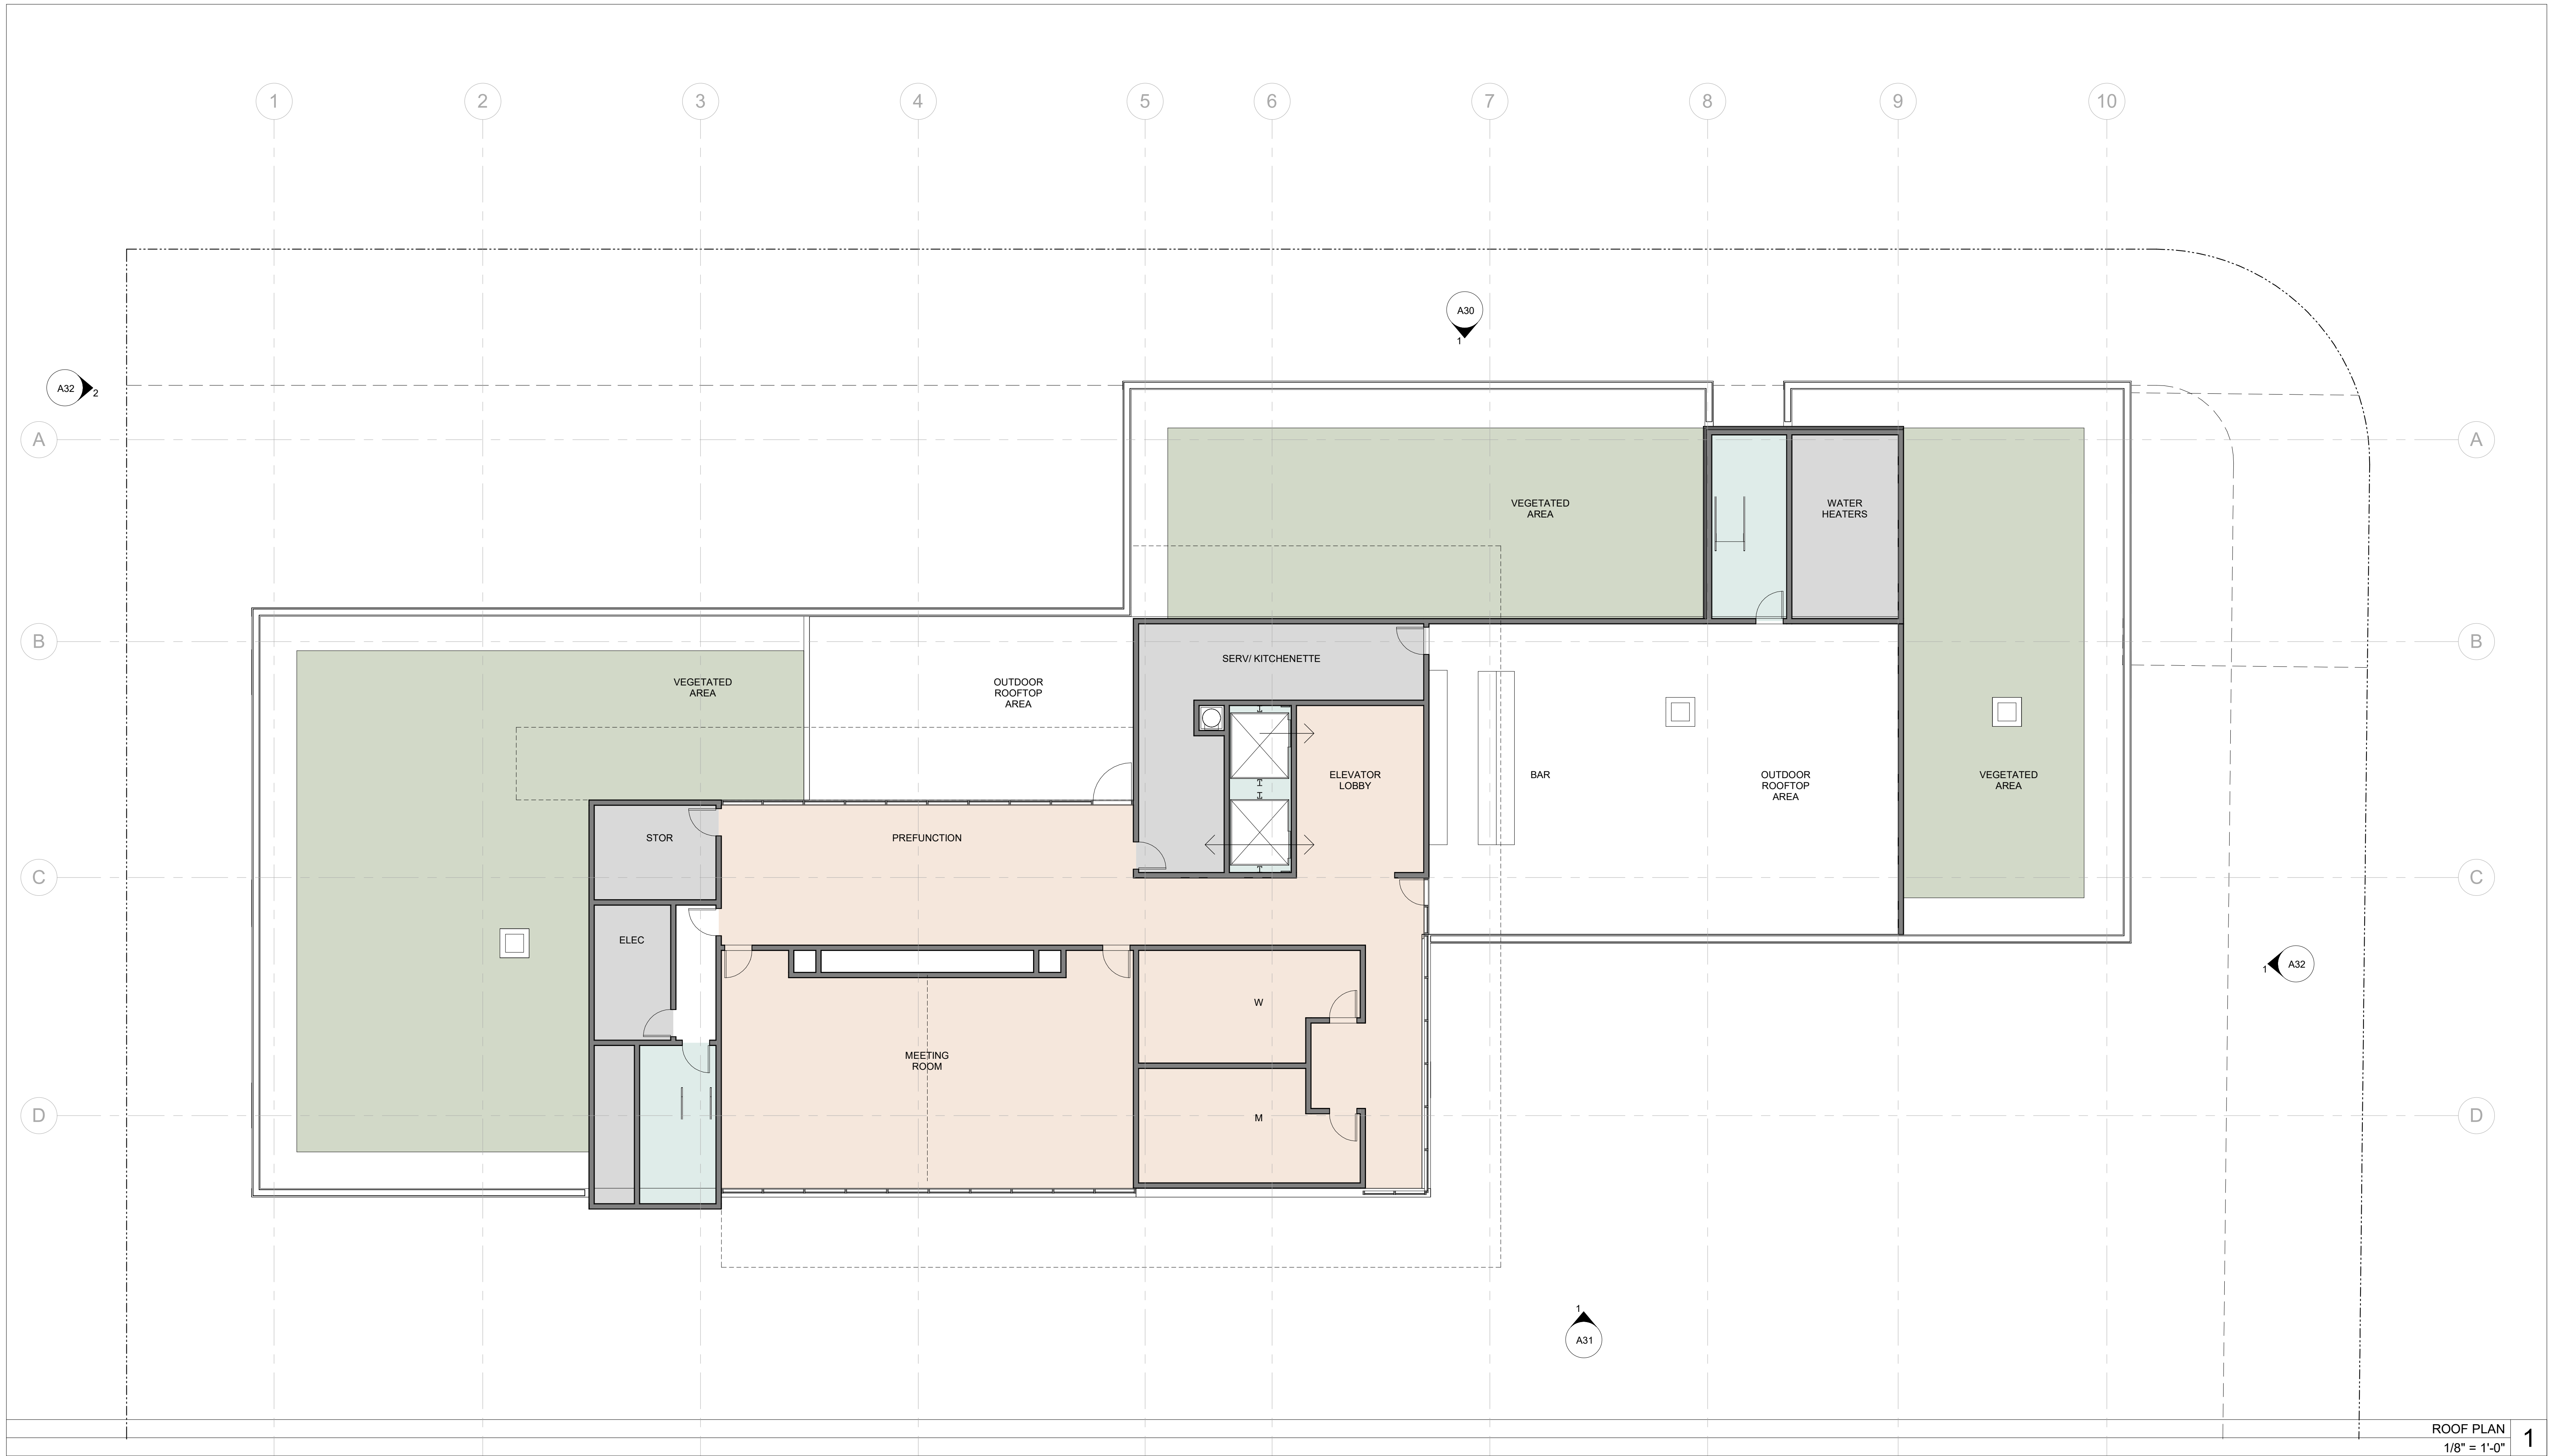 1
2
3
4
5
6
7
8
9
10
A30
1
A32
2
A
A
VEGETATED
AREA
WATER
HEATERS
B
B
SERV/ KITCHENETTE
VEGETATED
AREA
OUTDOOR
ROOFTOP
AREA
ELEVATOR
LOBBY
BAR
OUTDOOR
ROOFTOP
AREA
VEGETATED
AREA
STOR
PREFUNCTION
C
C
ELEC
A32
1
W
MEETING
ROOM
M
D
D
1
A31
ROOF PLAN
1/8" = 1'-0"
1